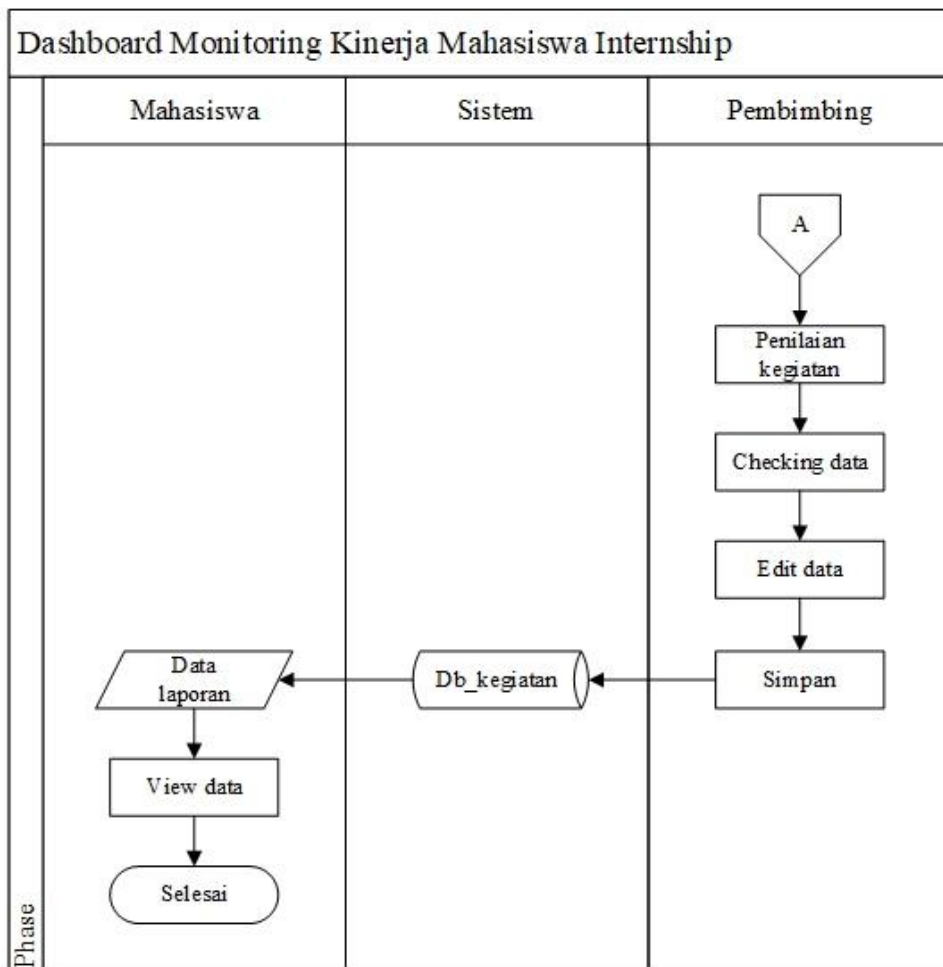 Dashboard Monitoring Kinerja Mahasiswa Internship
Mahasiswa
Sistem
Pembimbing
A
Penilaian
kegiatan
Checking data
Edit data
Simpan
Db_kegiatan
Data
laporan
View data
Selesai
Phase